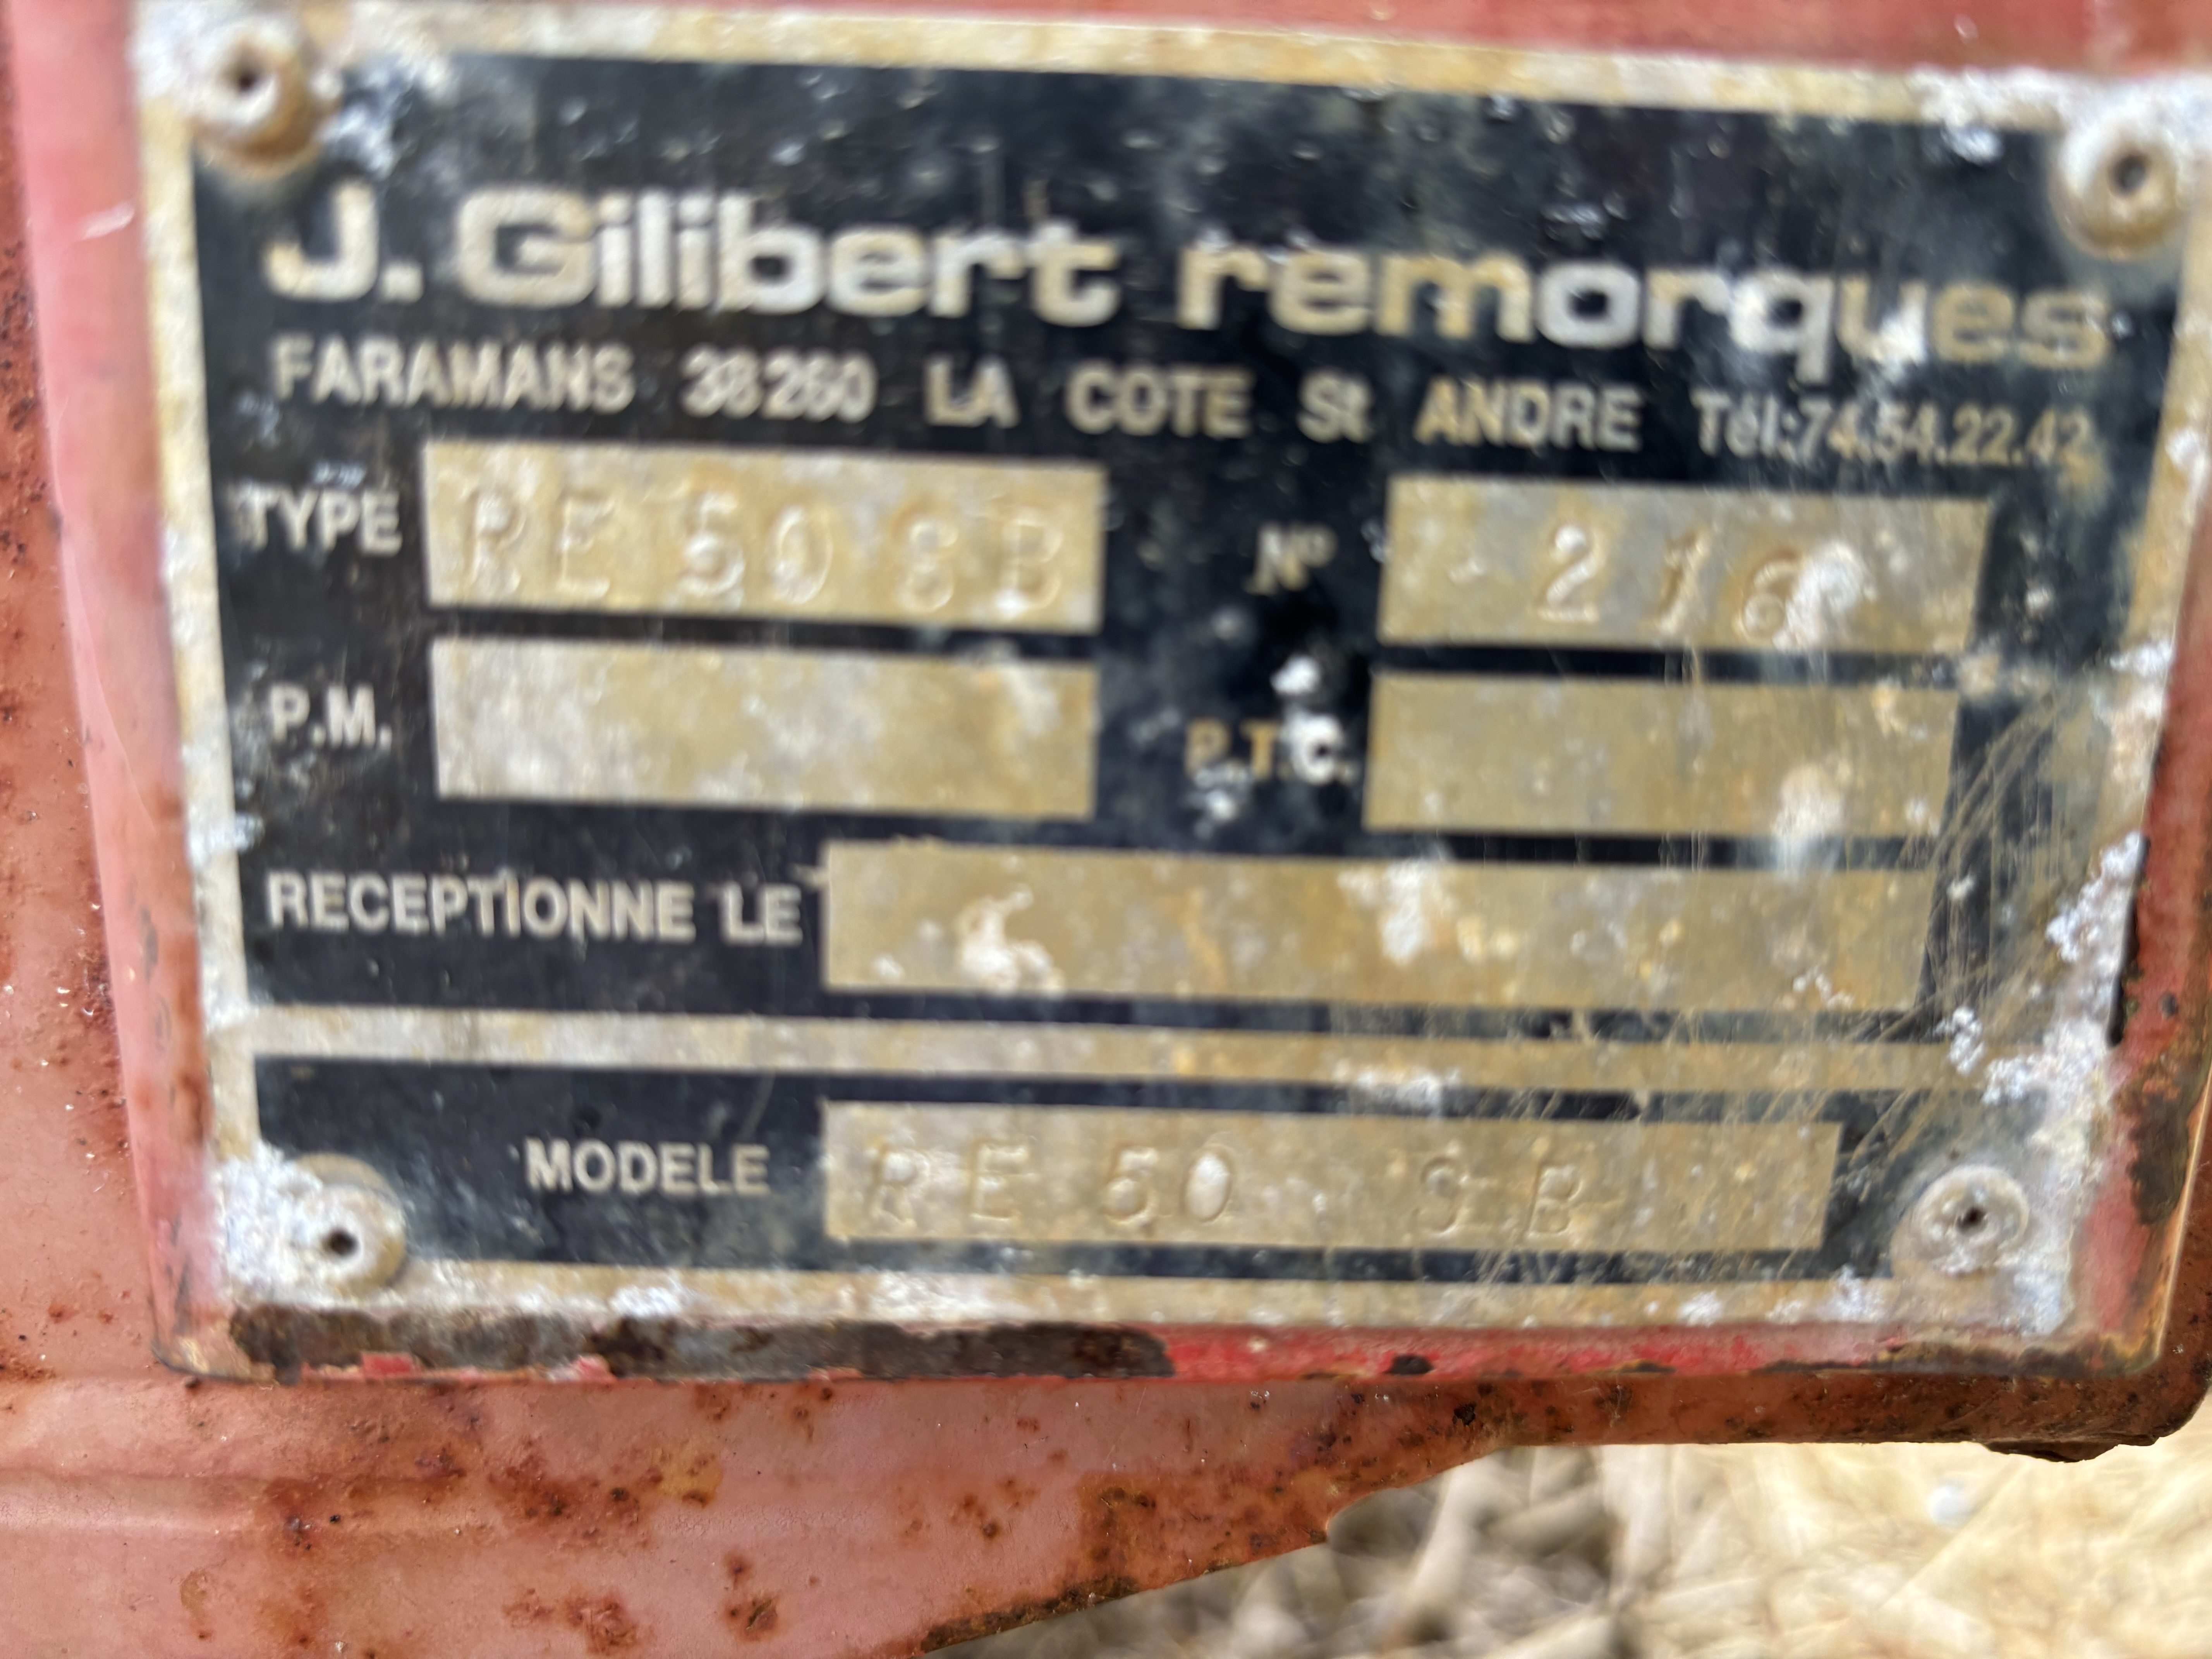 J. Gilibert remorques
FARAMANS 38260 LA COTE St ANDRE Tél:74.54.22.42
TYPE RE 50 SB N° 216
P.M. P.T.C.
RECEPTIONNE LE
MODELE RE 50 SB